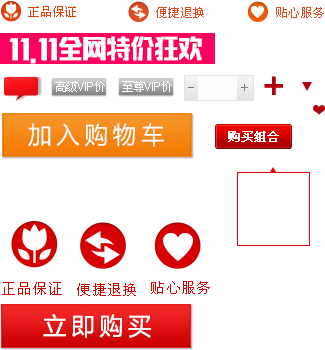 正品保证 便捷退换 贴心服务
11.11全网特价狂欢
高级VIP价 至尊VIP价
加入购物车
购买组合
正品保证 便捷退换 贴心服务
立即购买